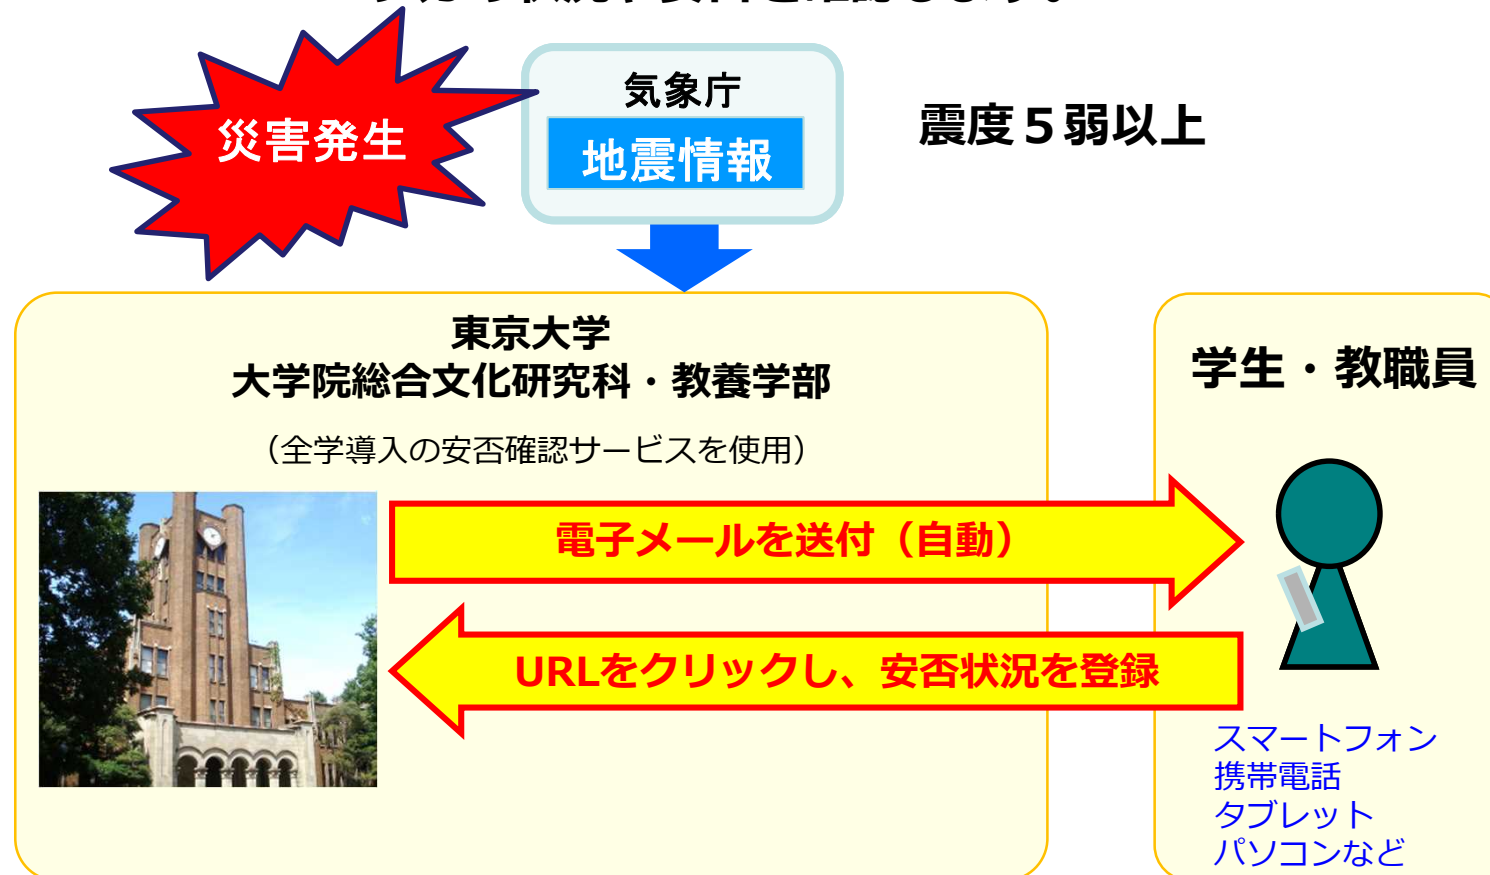 災害発生
気象庁
地震情報
震度５弱以上
東京大学
大学院総合文化研究科・教養学部
（全学導入の安否確認サービスを使用）
学生・教職員
電子メールを送付（自動）
URLをクリックし、安否状況を登録
スマートフォン
携帯電話
タブレット
パソコンなど